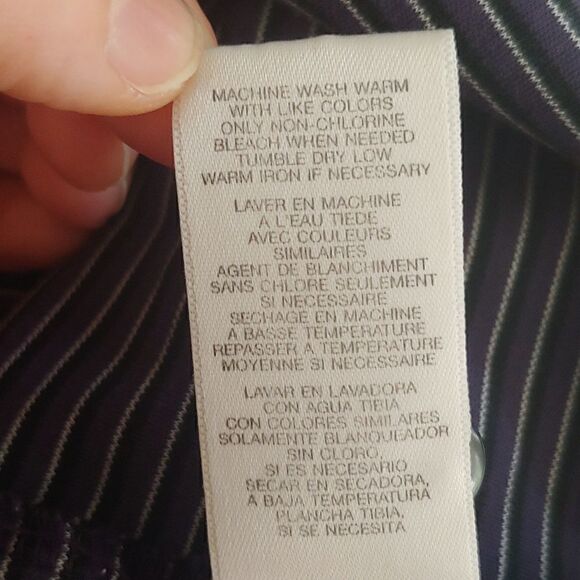 MACHINE WASH WARM
WITH LIKE COLORS
ONLY NON-CHLORINE
BLEACH WHEN NEEDED
TUMBLE DRY LOW
WARM IRON IF NECESSARY
LAVER EN MACHINE
A L'EAU TIEDE
AVEC COULEURS
SIMILAIRES
AGENT DE BLANCHIMENT
SANS CHLORE SEULEMENT
SI NECESSAIRE
SECHAGE EN MACHINE
A BASSE TEMPERATURE
REPASSER A TEMPERATURE
MOYENNE SI NECESSAIRE
LAVAR EN LAVADORA
CON AGUA TIBIA
CON COLORES SIMILARES
SOLAMENTE BLANQUEADOR
SIN CLORO,
SI ES NECESARIO
SECAR EN SECADORA,
A BAJA TEMPERATURA
PLANCHA TIBIA,
SI SE NECESITA